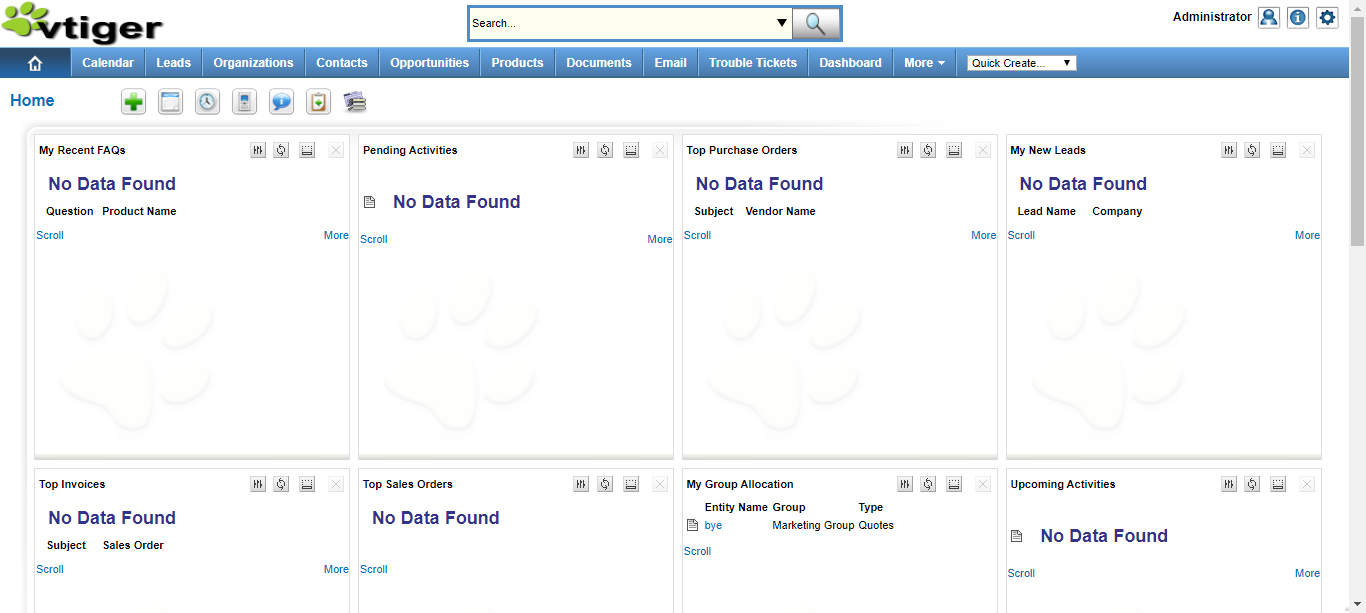 vtiger
Search...
Administrator
Calendar Leads Organizations Contacts Opportunities Products Documents Email Trouble Tickets Dashboard More Quick Create...
Home
My Recent FAQs
No Data Found
Question Product Name
Scroll More
Pending Activities
No Data Found
Scroll More
Top Purchase Orders
No Data Found
Subject Vendor Name
Scroll More
My New Leads
No Data Found
Lead Name Company
Scroll More
Top Invoices
No Data Found
Subject Sales Order
Scroll More
Top Sales Orders
No Data Found
Scroll
My Group Allocation
Entity Name Group Type
bye Marketing Group Quotes
Scroll
Upcoming Activities
No Data Found
Scroll More